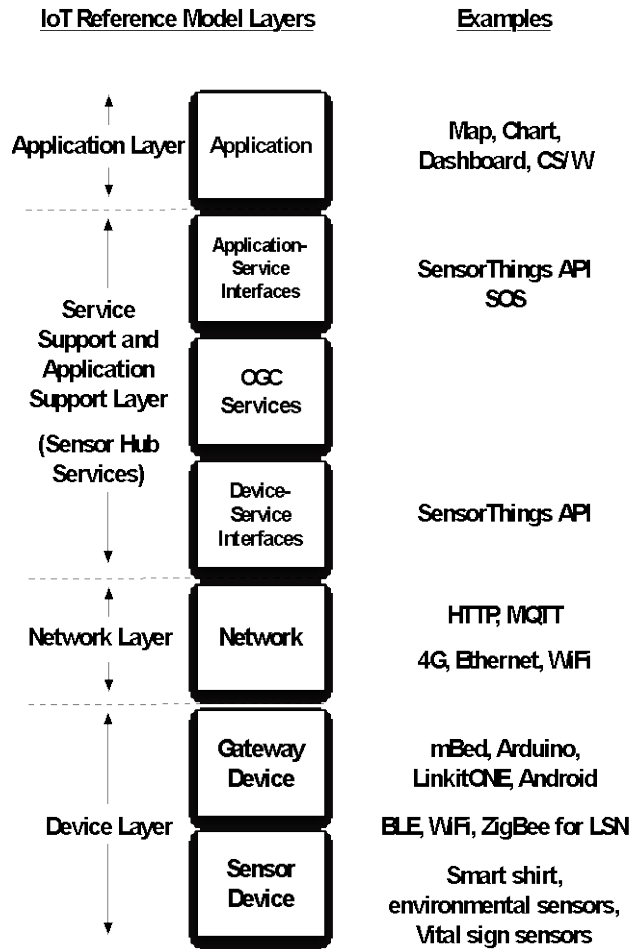 IoT Reference Model Layers
Examples
Application Layer
Application
Map, Chart,
Dashboard, CS/W
Service
Support and
Application
Support Layer
(Sensor Hub
Services)
Application-
Service
Interfaces
SensorThings API
SOS
OGC
Services
Device-
Service
Interfaces
SensorThings API
Network Layer
Network
HTTP, MQTT
4G, Ethernet, WiFi
Device Layer
Gateway
Device
mBed, Arduino,
LinkitONE, Android
BLE, WiFi, ZigBee for LSN
Sensor
Device
Smart shirt,
environmental sensors,
Vital sign sensors